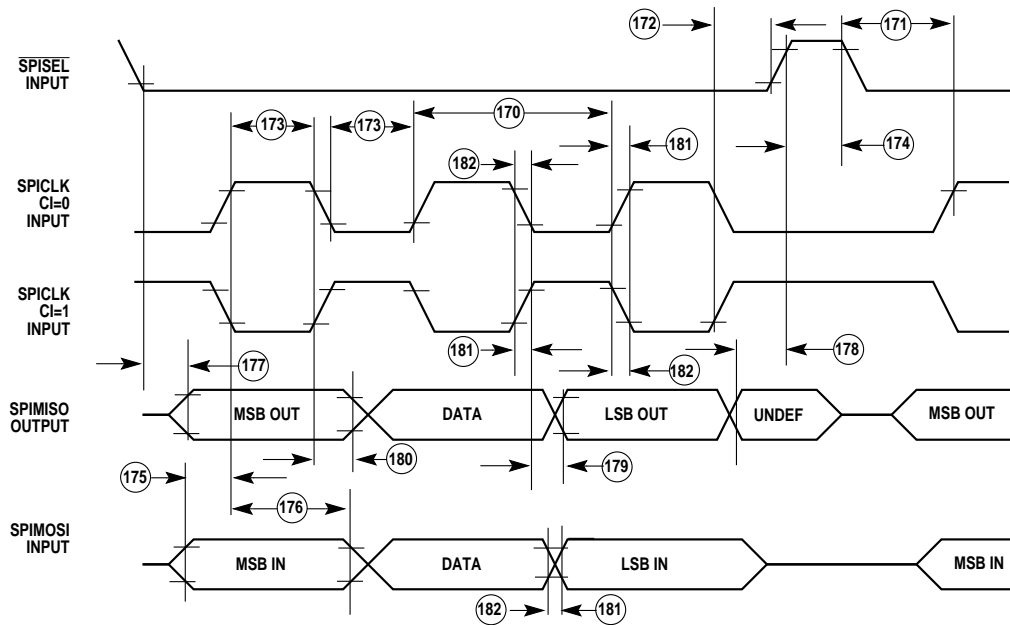 172
171
SPISEL
INPUT
173
173
170
174
182
181
SPICLK
CI=0
INPUT
SPICLK
CI=1
INPUT
181
182
178
177
SPIMISO
OUTPUT
MSB OUT
DATA
LSB OUT
UNDEF
MSB OUT
180
179
175
176
SPIMOSI
INPUT
MSB IN
DATA
LSB IN
MSB IN
182
181